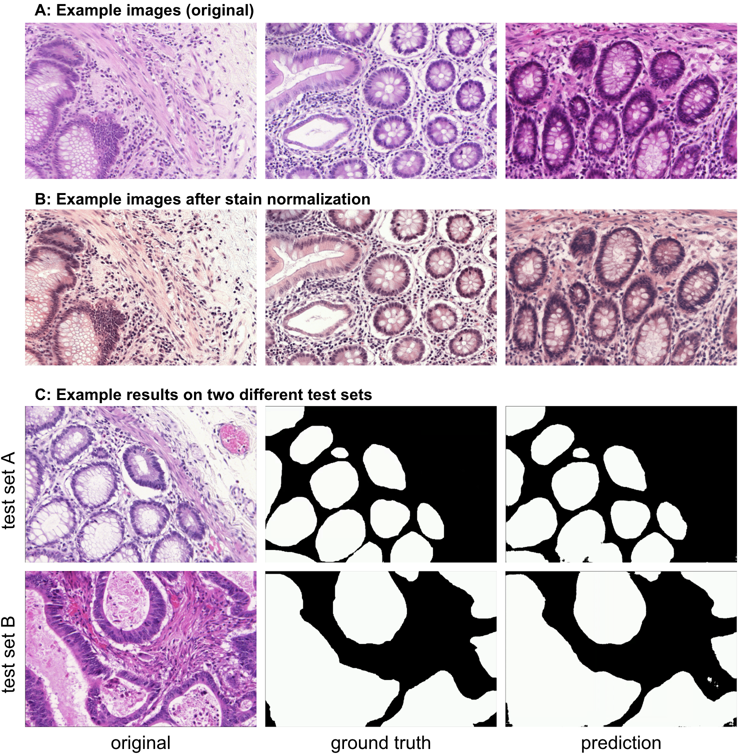 A: Example images (original)
B: Example images after stain normalization
C: Example results on two different test sets
test set A
test set B
original
ground truth
prediction